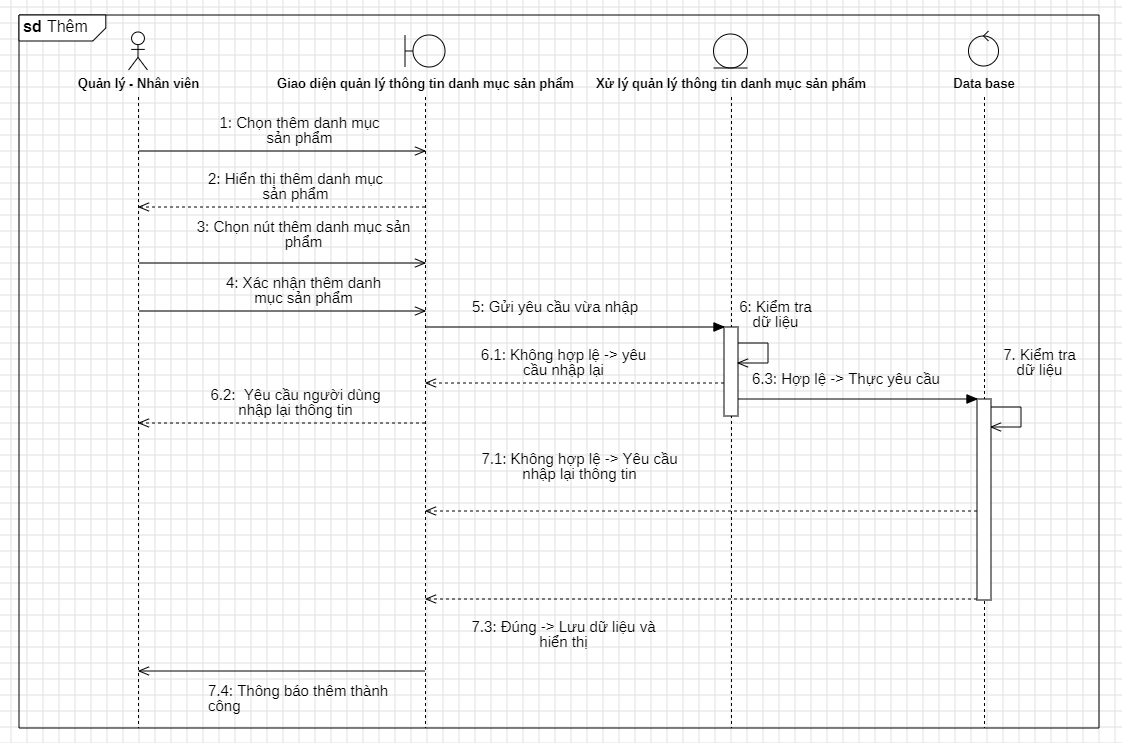 sd Thêm
Quản lý - Nhân viên
Giao diện quản lý thông tin danh mục sản phẩm
Xử lý quản lý thông tin danh mục sản phẩm
Data base
1: Chọn thêm danh mục
sản phẩm
2: Hiển thị thêm danh mục
sản phẩm
3: Chọn nút thêm danh mục sản
phẩm
4: Xác nhận thêm danh
mục sản phẩm
5: Gửi yêu cầu vừa nhập
6: Kiểm tra
dữ liệu
6.1: Không hợp lệ -> yêu
cầu nhập lại
7. Kiểm tra
dữ liệu
6.3: Hợp lệ -> Thực yêu cầu
6.2:  Yêu cầu người dùng
nhập lại thông tin
7.1: Không hợp lệ -> Yêu cầu
nhập lại thông tin
7.3: Đúng -> Lưu dữ liệu và
hiển thị
7.4: Thông báo thêm thành
công